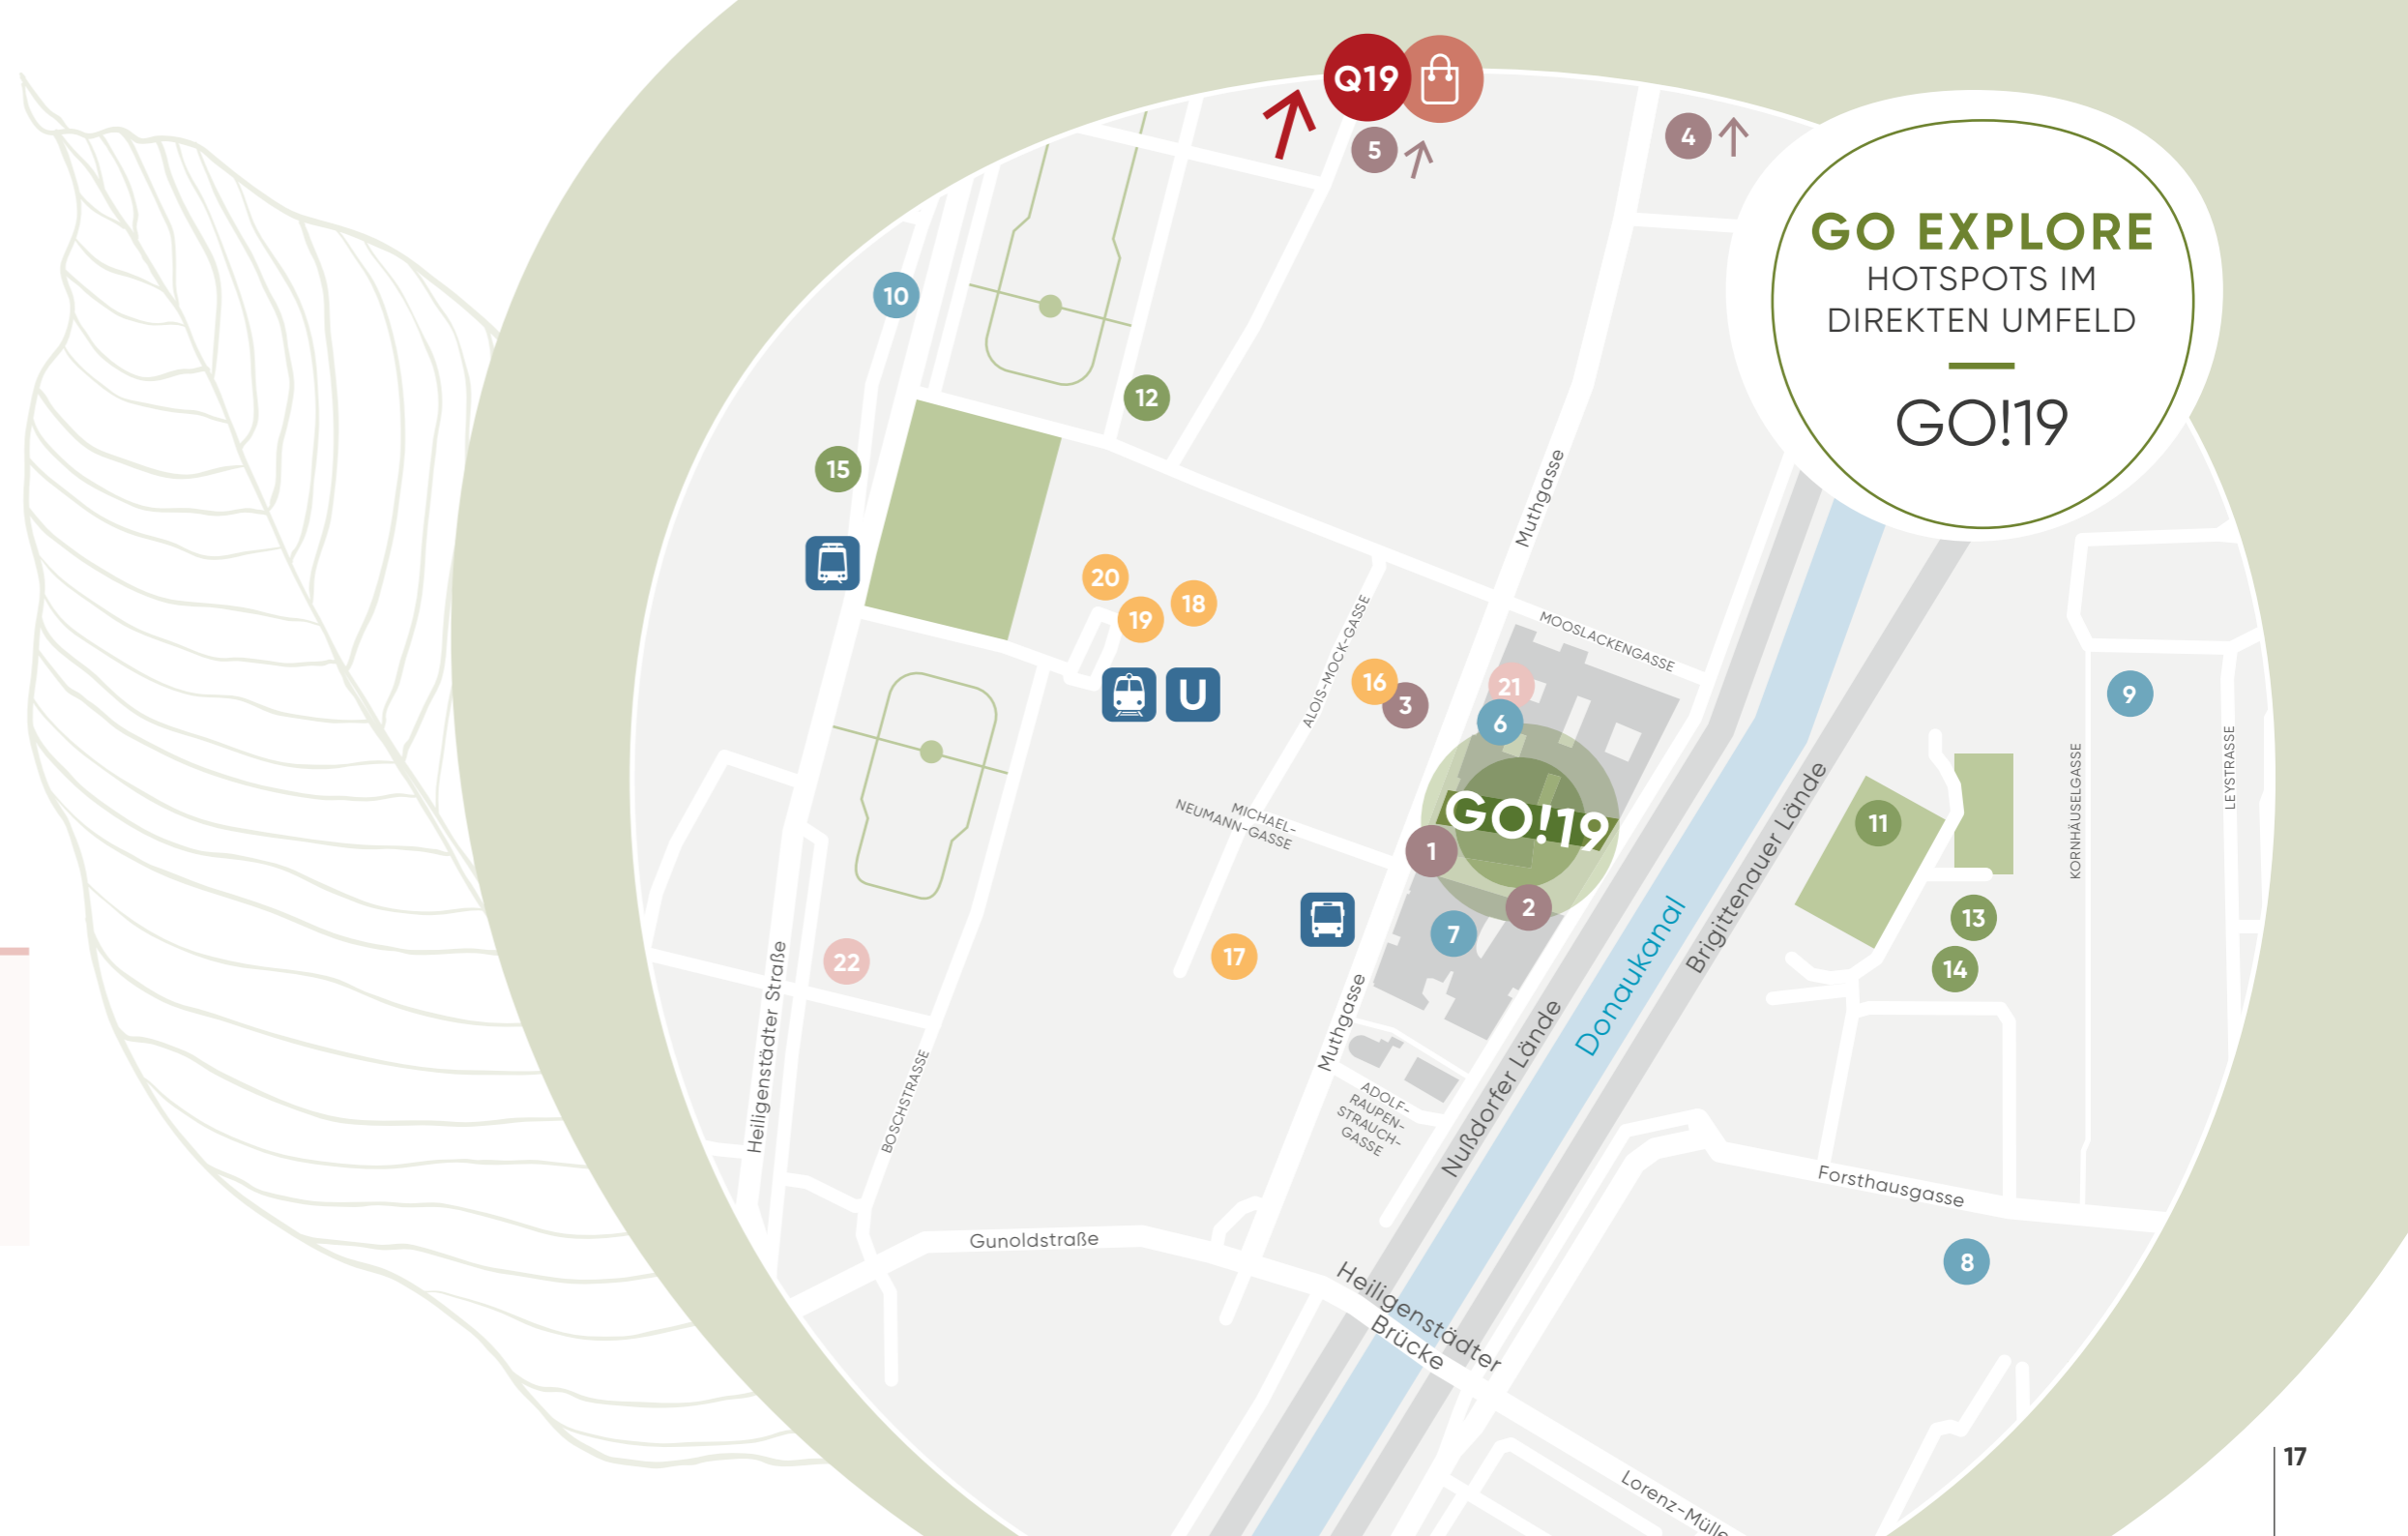 Q19
5
4
GO EXPLORE
HOTSPOTS IM
DIREKTEN UMFELD
GO!19
10
12
15
Muthgasse
20
19
18
MOOSLACKENGASSE
ALOIS-MOCK-GASSE
16
3
21
6
9
U
GO!19
1
2
7
MICHAEL-
NEUMANN-GASSE
17
22
11
13
14
KORNHÄUSELGASSE
LEYSTRASSE
Brigittenauer Lände
Donaukanal
Nußdorfer Lände
Muthgasse
Heiligenstädter Straße
BOSCHSTRASSE
ADOLF-
RAUPEN-
STRAUCH-
GASSE
Forsthausgasse
8
Gunoldstraße
Heiligenstädter
Brücke
Lorenz-Mülle
17